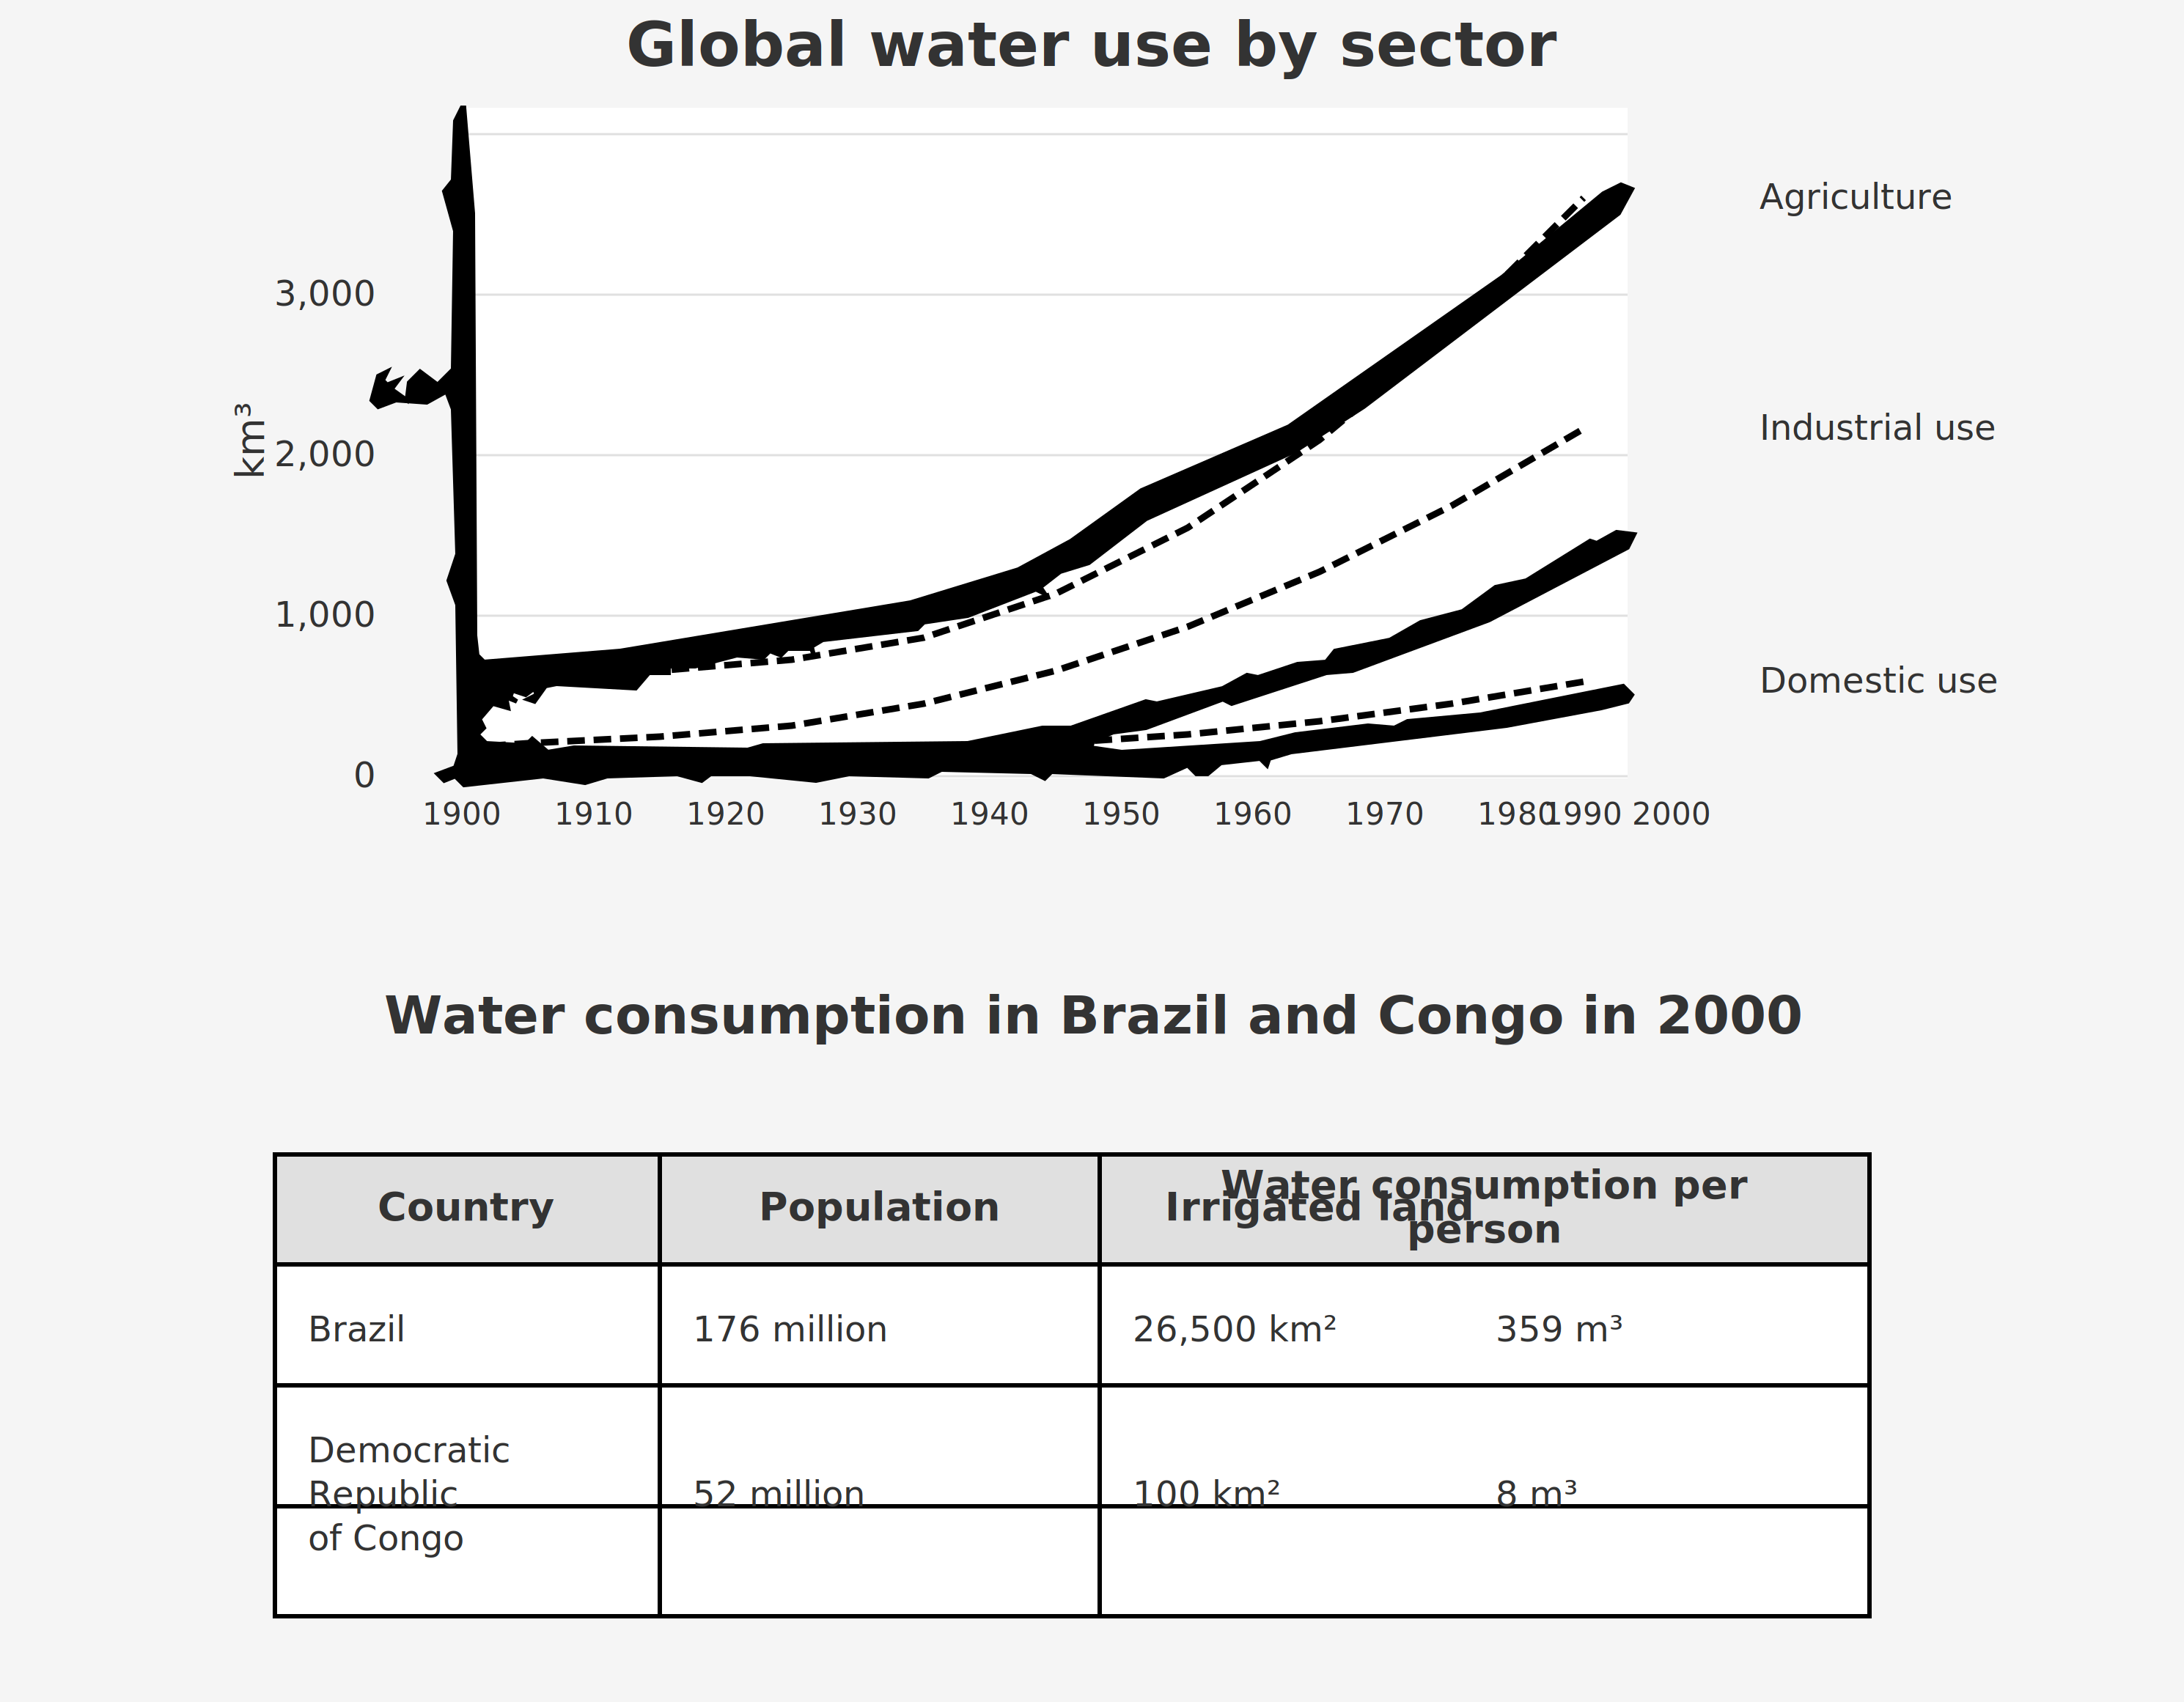 Global water use by sector
Agriculture
3,000
Industrial use
km³
2,000
1,000
Domestic use
0
1900 1910 1920 1930 1940 1950 1960 1970 1980 1990 2000
Water consumption in Brazil and Congo in 2000
Country Population Irrigated land Water consumption per
person
Brazil 176 million 26,500 km² 359 m³
Democratic
Republic 52 million 100 km² 8 m³
of Congo